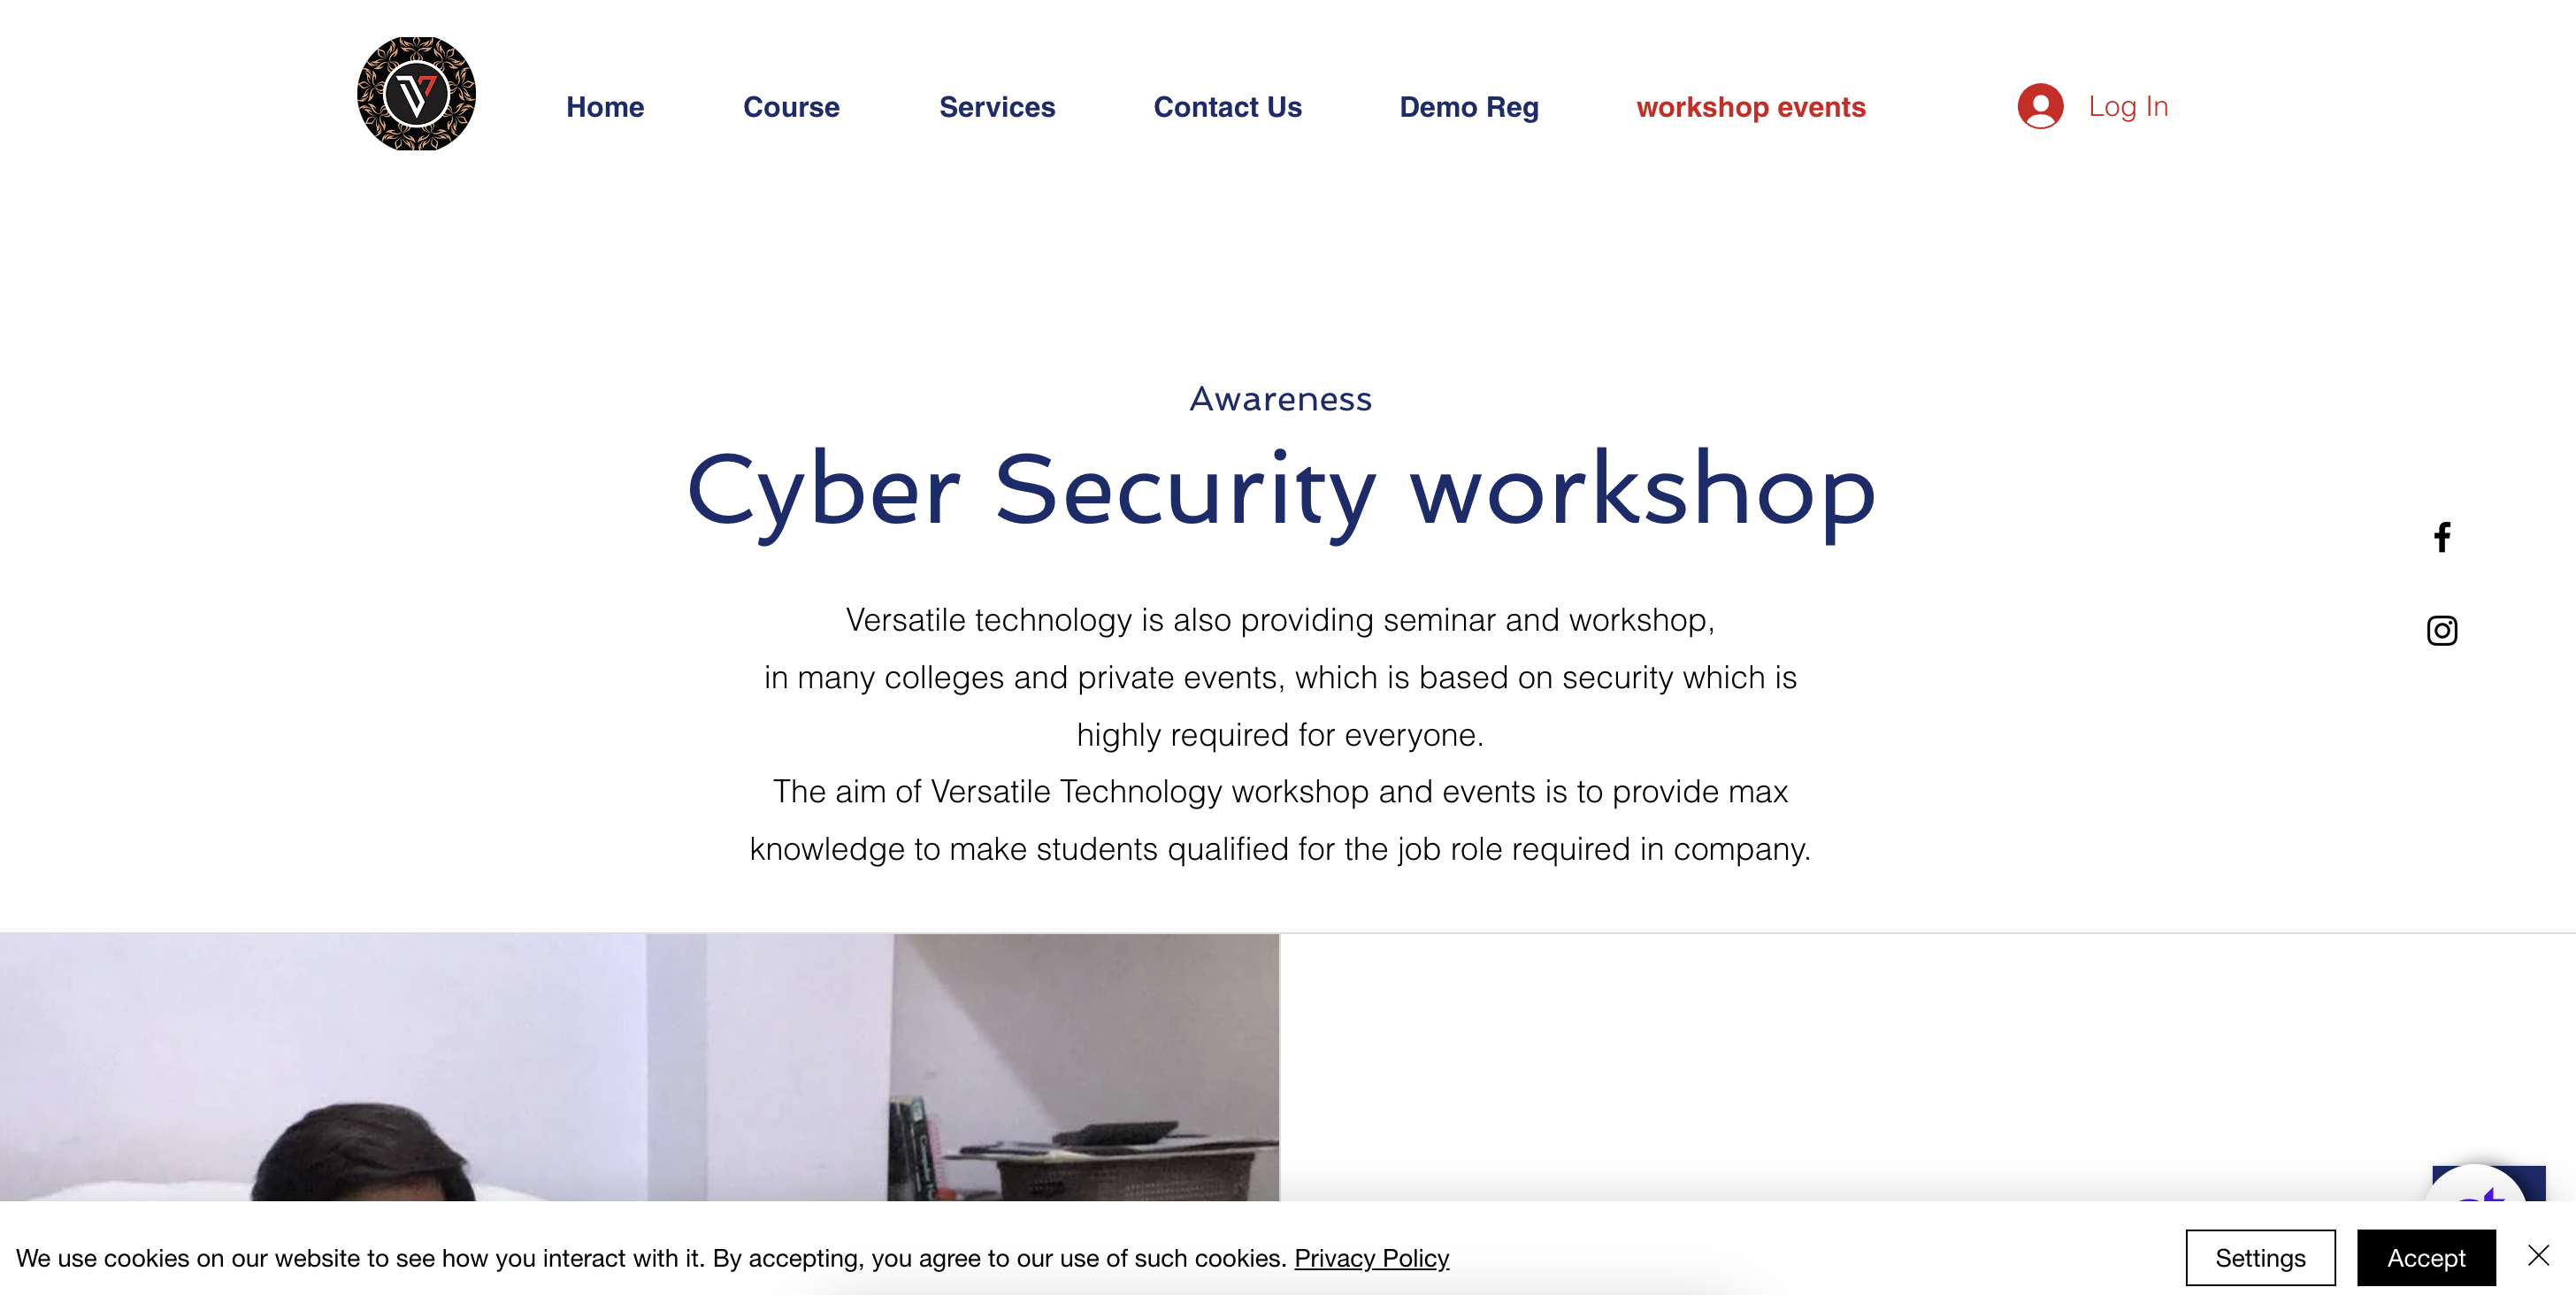 Home
Course
Services
Contact Us
Demo Reg
workshop events
Log In
Awareness
Cyber Security workshop
Versatile technology is also providing seminar and workshop,
in many colleges and private events, which is based on security which is
highly required for everyone.
The aim of Versatile Technology workshop and events is to provide max
knowledge to make students qualified for the job role required in company.
We use cookies on our website to see how you interact with it. By accepting, you agree to our use of such cookies. Privacy Policy
Settings
Accept